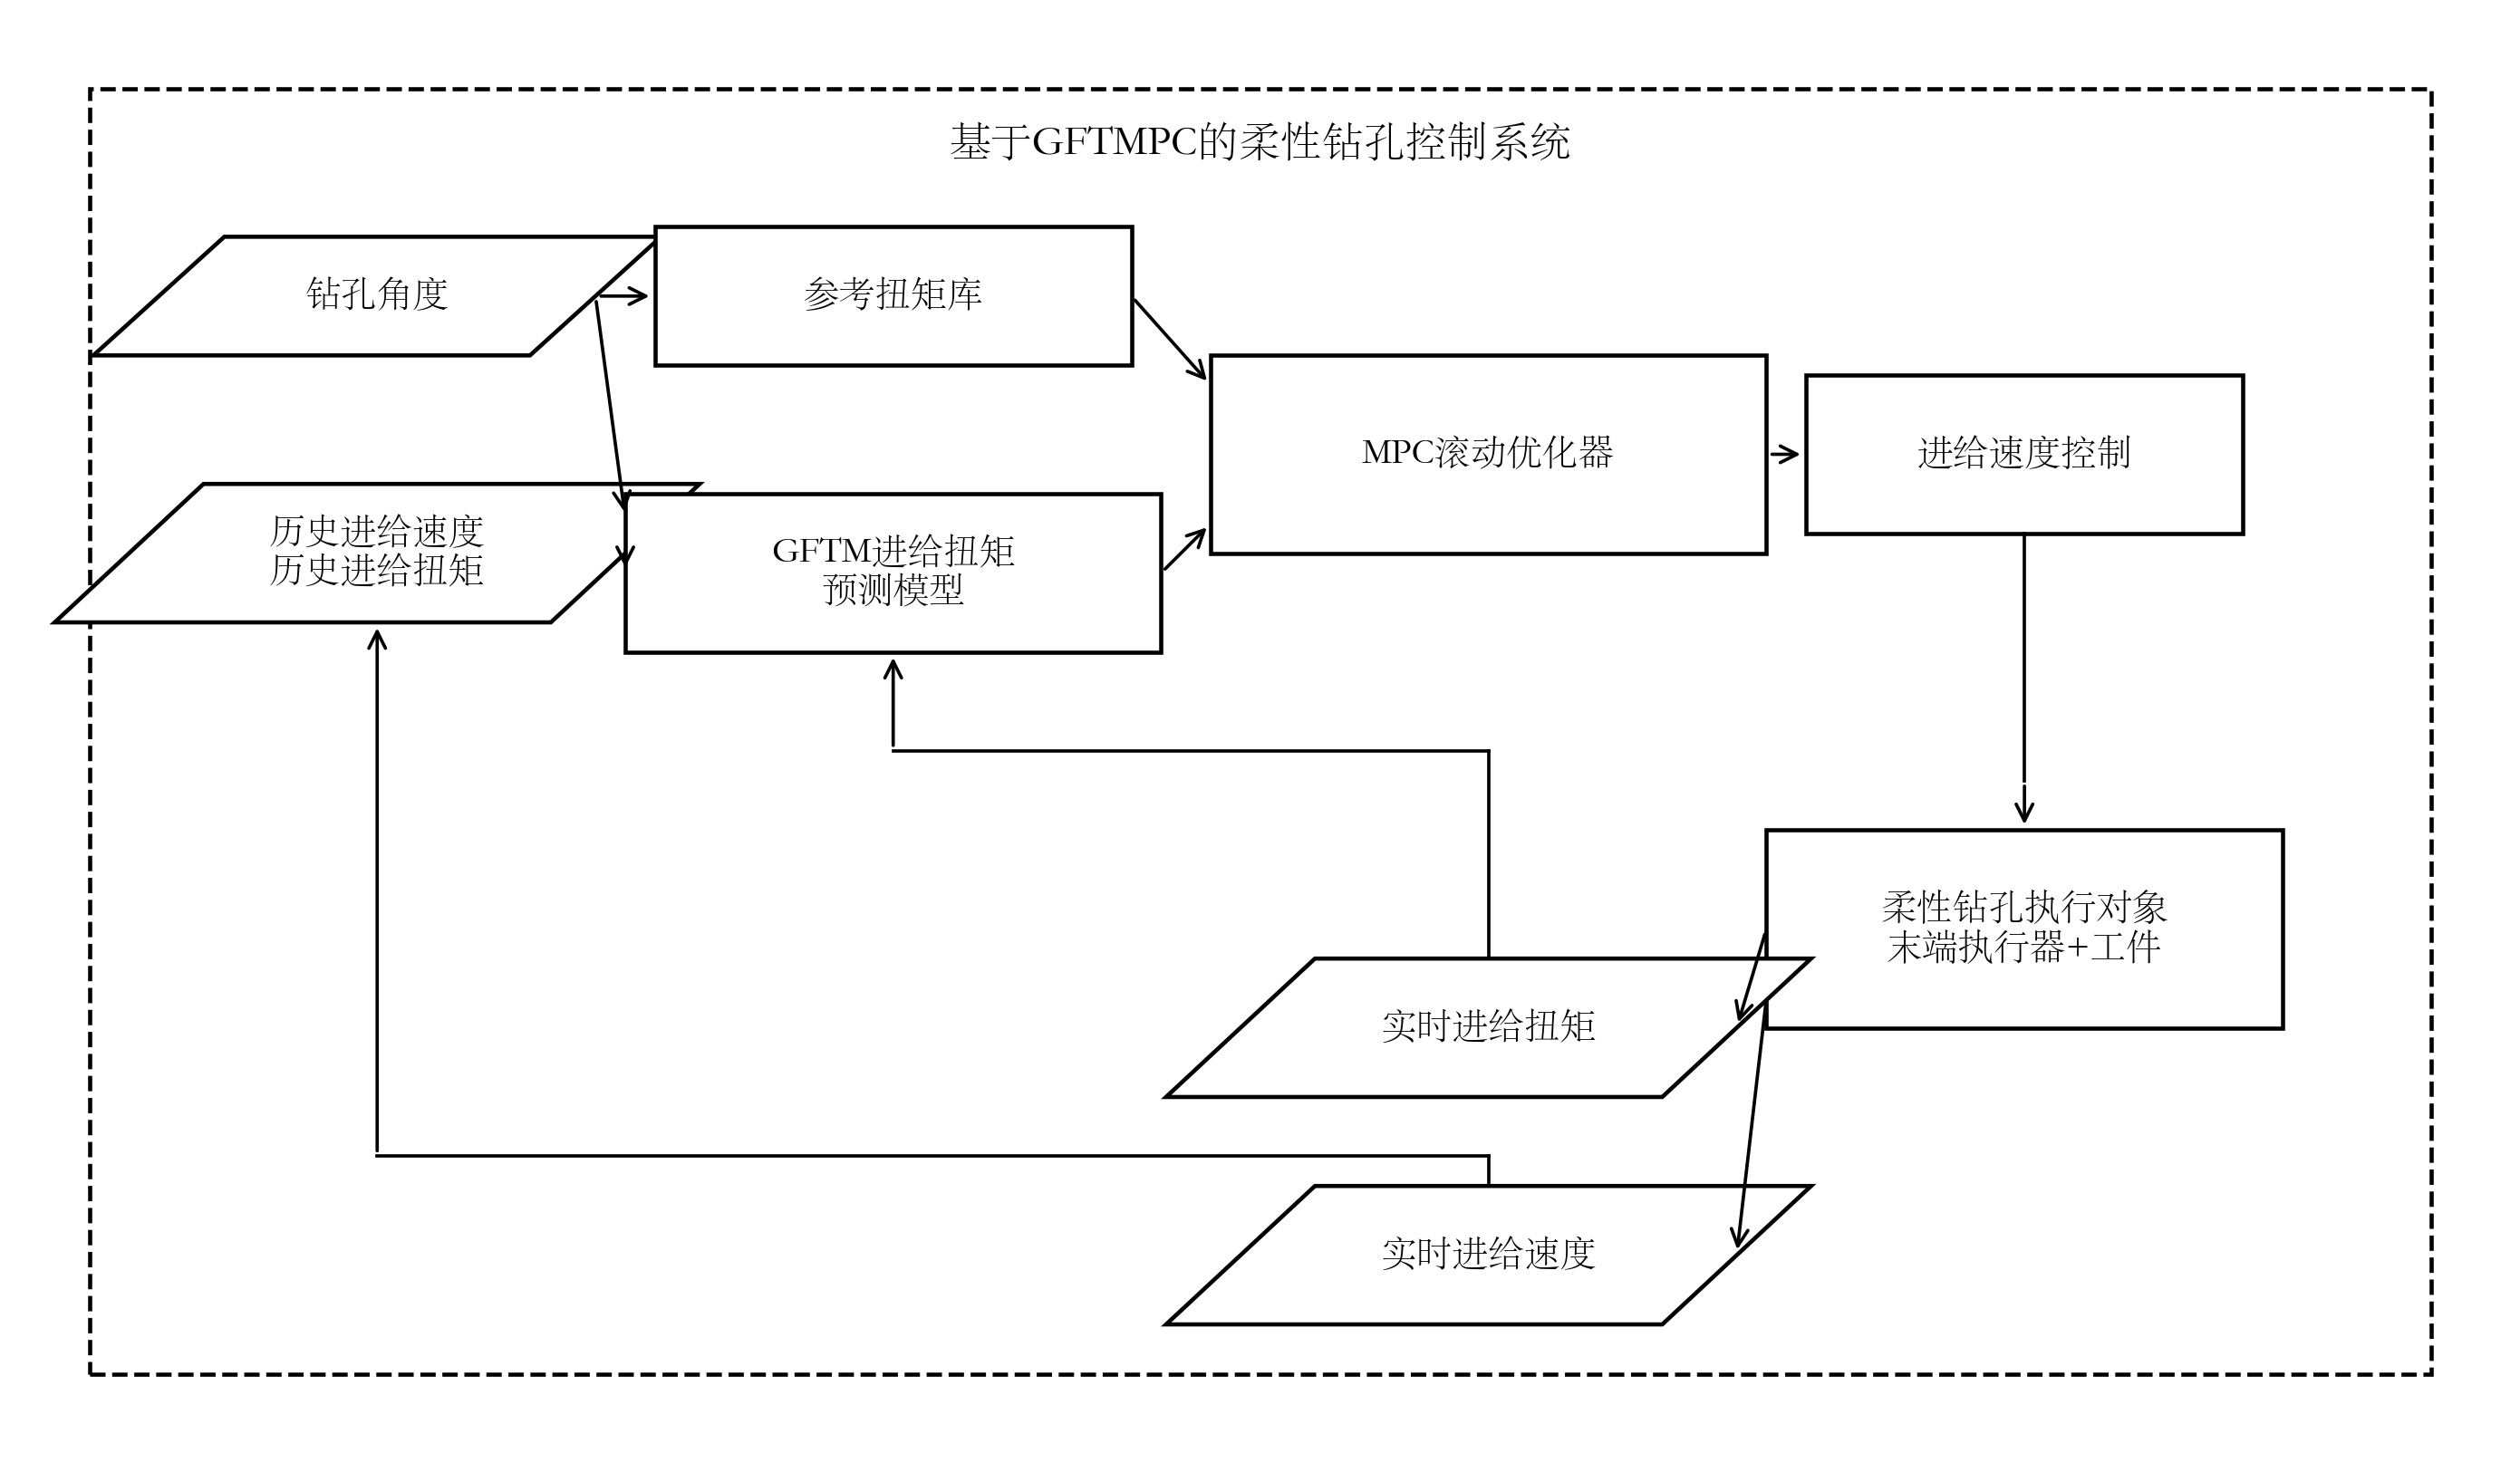 基于GFTMPC的柔性钻孔控制系统
钻孔角度
参考扭矩库
MPC滚动优化器
进给速度控制
历史进给速度
历史进给扭矩
GFTM进给扭矩
预测模型
柔性钻孔执行对象
末端执行器+工件
实时进给扭矩
实时进给速度